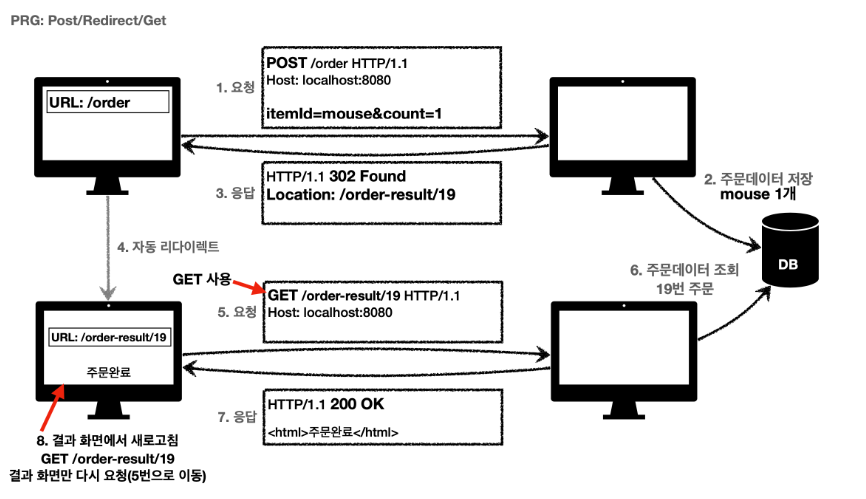 PRG: Post/Redirect/Get
POST /order HTTP/1.1
Host: localhost:8080
itemId=mouse&count=1
1. 요청
URL: /order
HTTP/1.1 302 Found
Location: /order-result/19
3. 응답
2. 주문데이터 저장
mouse 1개
4. 자동 리다이렉트
DB
GET 사용
GET /order-result/19 HTTP/1.1
Host: localhost:8080
5. 요청
6. 주문데이터 조회
19번 주문
URL: /order-result/19
주문완료
HTTP/1.1 200 OK
<html>주문완료</html>
7. 응답
8. 결과 화면에서 새로고침
GET /order-result/19
결과 화면만 다시 요청(5번으로 이동)